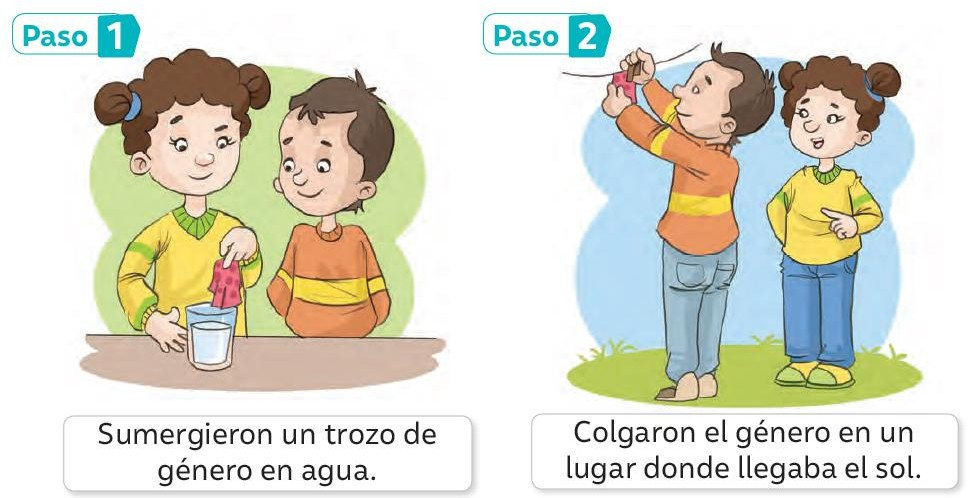 Paso 1
Paso 2
Sumergieron un trozo de
género en agua.
Colgaron el género en un
lugar donde llegaba el sol.